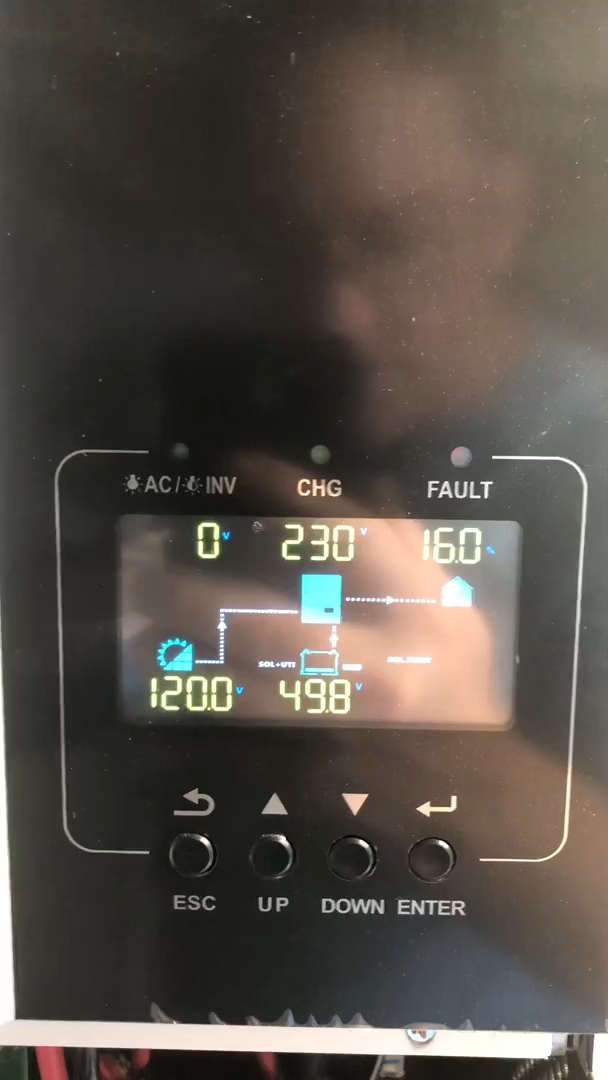 AC/ INV CHG FAULT
0V 230V 16.0%
SOL+UTI
120.0V 49.8V
ESC UP DOWN ENTER